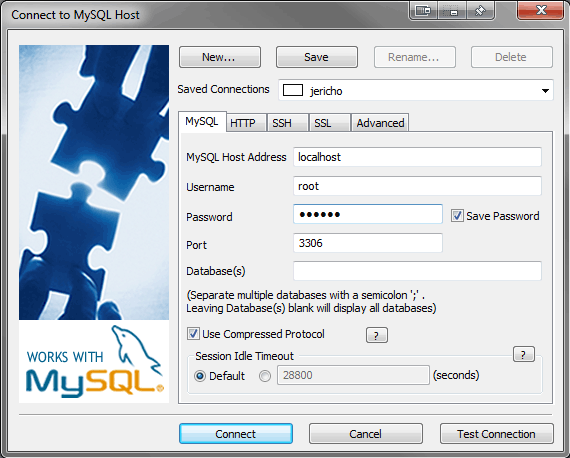 Connect to MySQL Host
New...
Save
Rename...
Delete
Saved Connections
jericho
MySQL
HTTP
SSH
SSL
Advanced
MySQL Host Address
localhost
Username
root
Password
••••••
Save Password
Port
3306
Database(s)
(Separate multiple databases with a semicolon ';' .
Leaving Database(s) blank will display all databases)
Use Compressed Protocol
?
Session Idle Timeout
?
Default
28800
(seconds)
WORKS WITH
MySQL®
Connect
Cancel
Test Connection